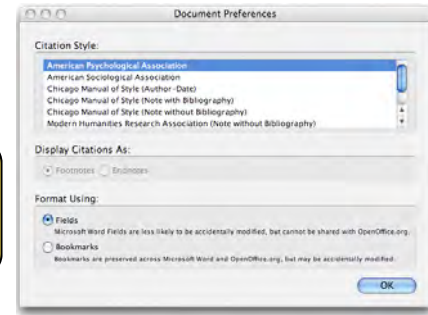 Document Preferences
Citation Style:
American Psychological Association
American Sociological Association
Chicago Manual of Style (Author-Date)
Chicago Manual of Style (Note with Bibliography)
Chicago Manual of Style (Note without Bibliography)
Modern Humanities Research Association (Note without Bibliography)
Display Citations As:
Footnotes Endnotes
Format Using:
Fields
Microsoft Word Fields are less likely to be accidentally modified, but cannot be shared with OpenOffice.org.
Bookmarks
Bookmarks are preserved across Microsoft Word and OpenOffice.org, but may be accidentally modified.
OK